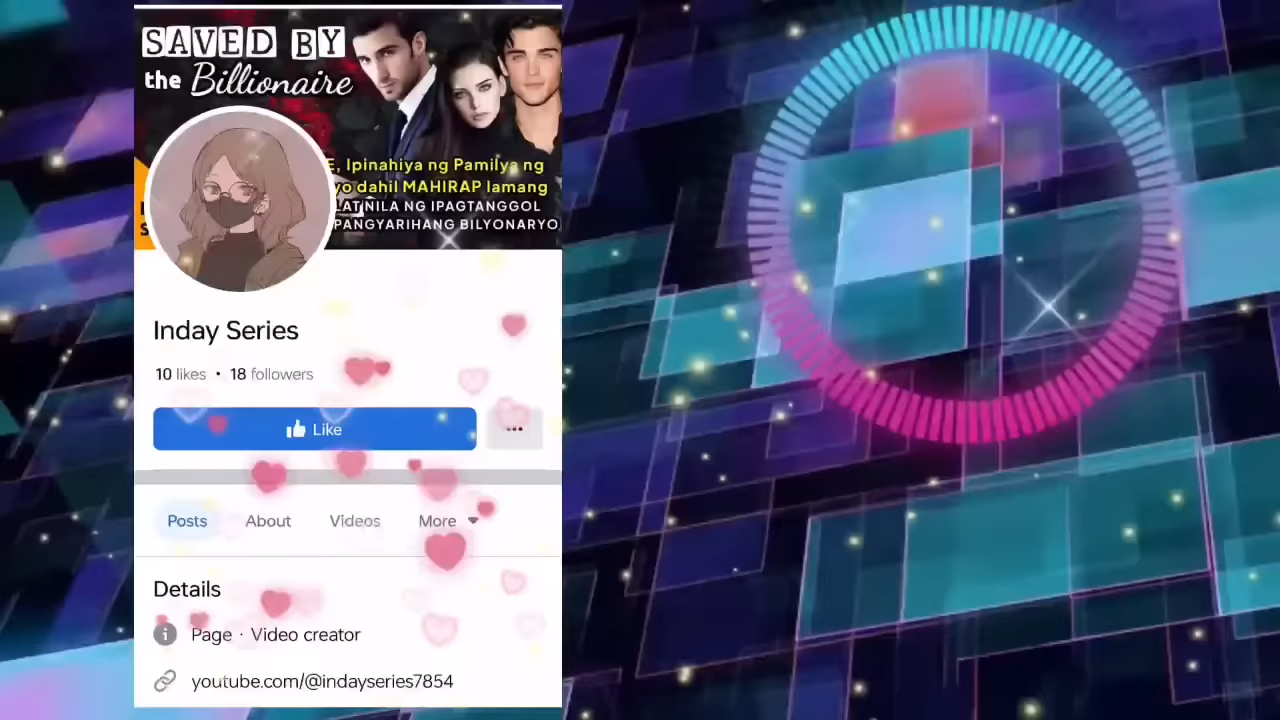 SAVED BY
the Billionaire
E, Ipinahiya ng Pamilya ng
yo dahil MAHIRAP lamang
LAT NILA NG IPAGTANGGOL
PANGYARIHANG BILYONARYO
Inday Series
10 likes • 18 followers
Like
Posts About Videos More
Details
Page · Video creator
youtube.com/@indayseries7854